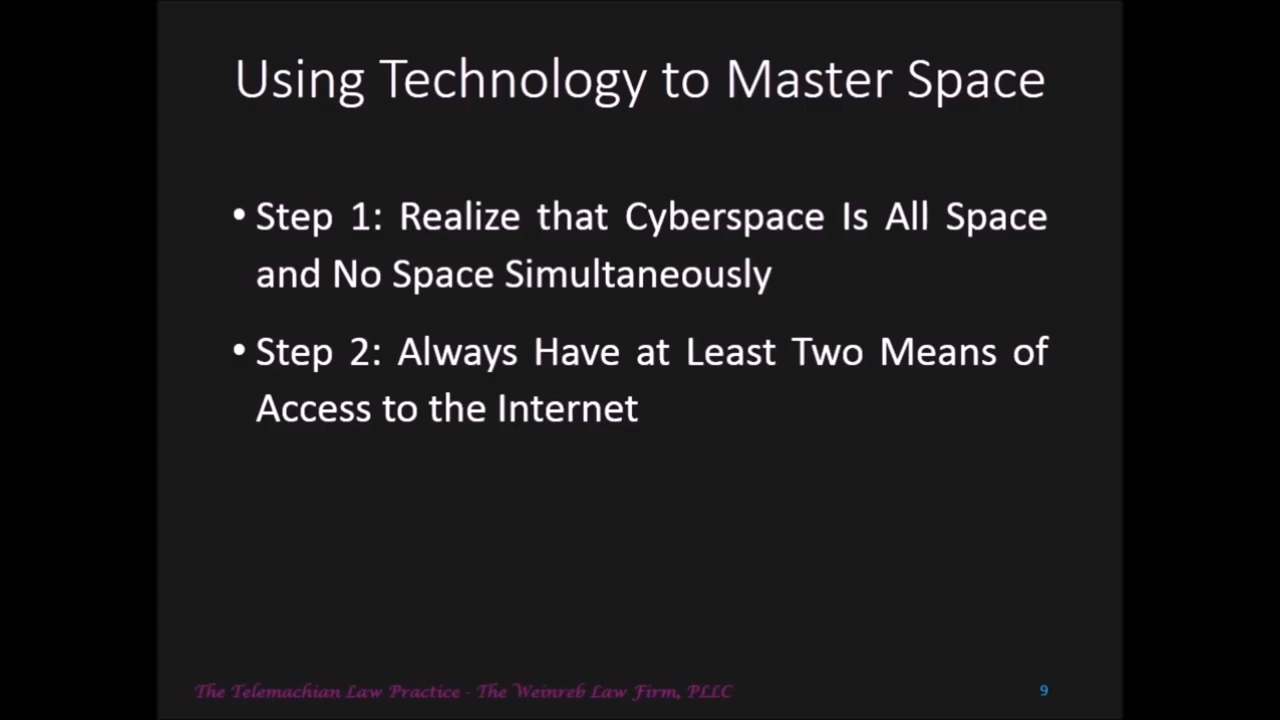 Using Technology to Master Space
• Step 1: Realize that Cyberspace Is All Space
and No Space Simultaneously
• Step 2: Always Have at Least Two Means of
Access to the Internet
The Telemachian Law Practice - The Weinreb Law Firm, PLLC
9